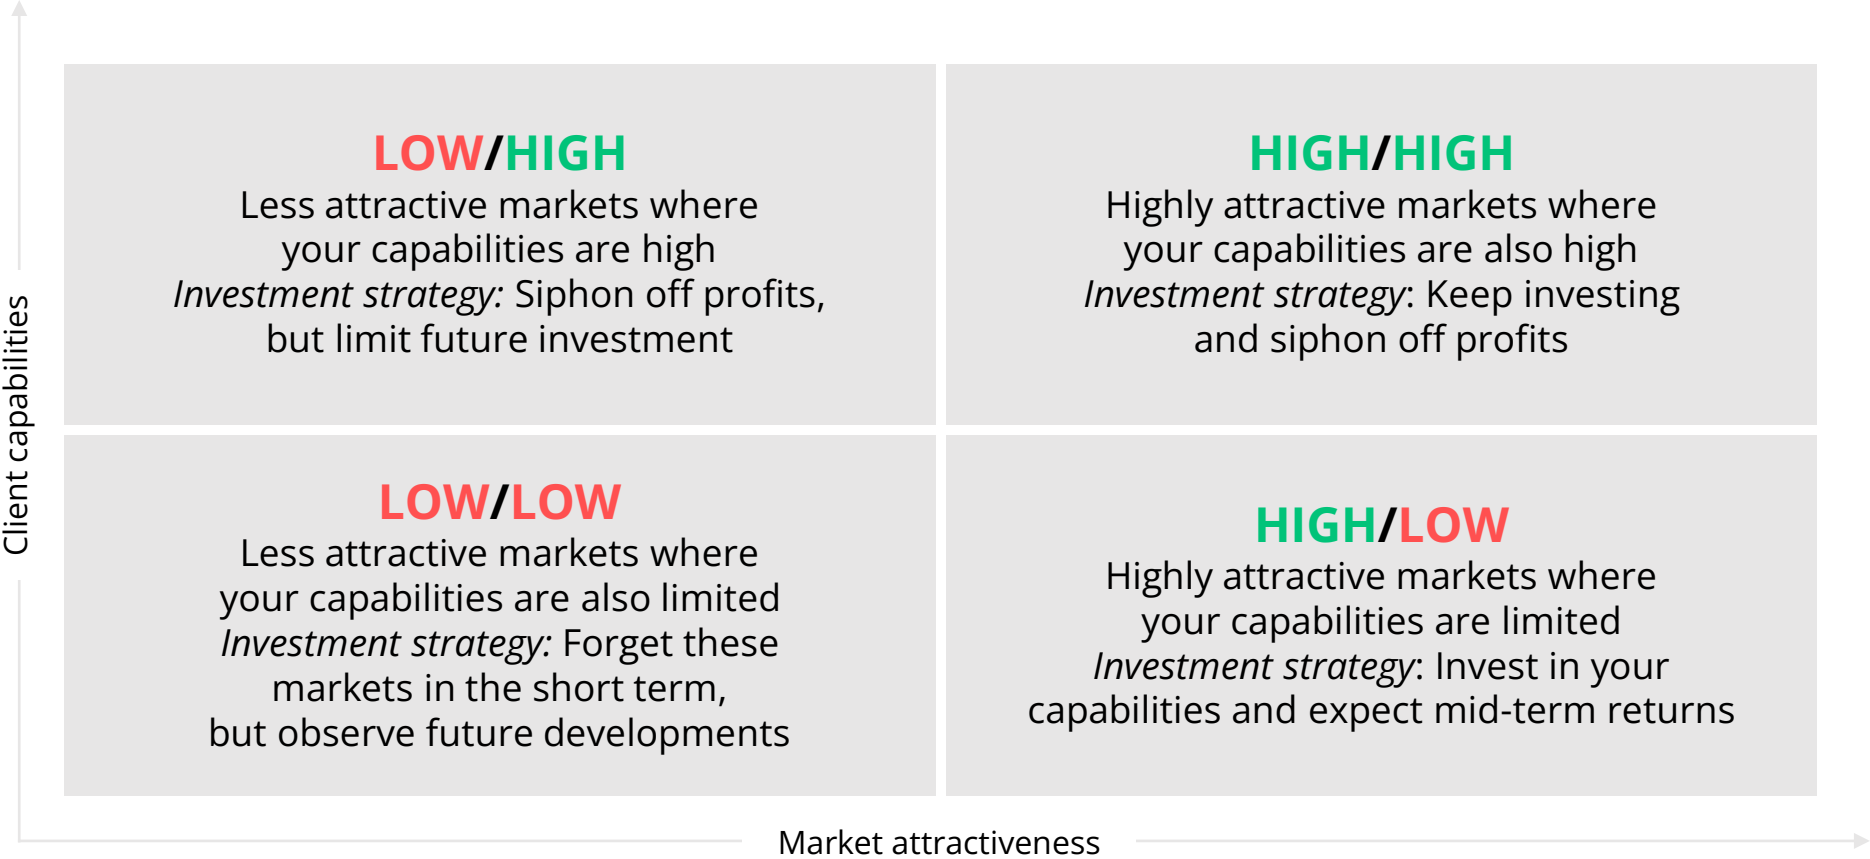 Client capabilities
LOW/HIGH
Less attractive markets where
your capabilities are high
Investment strategy: Siphon off profits,
but limit future investment
HIGH/HIGH
Highly attractive markets where
your capabilities are also high
Investment strategy: Keep investing
and siphon off profits
LOW/LOW
Less attractive markets where
your capabilities are also limited
Investment strategy: Forget these
markets in the short term,
but observe future developments
HIGH/LOW
Highly attractive markets where
your capabilities are limited
Investment strategy: Invest in your
capabilities and expect mid-term returns
Market attractiveness